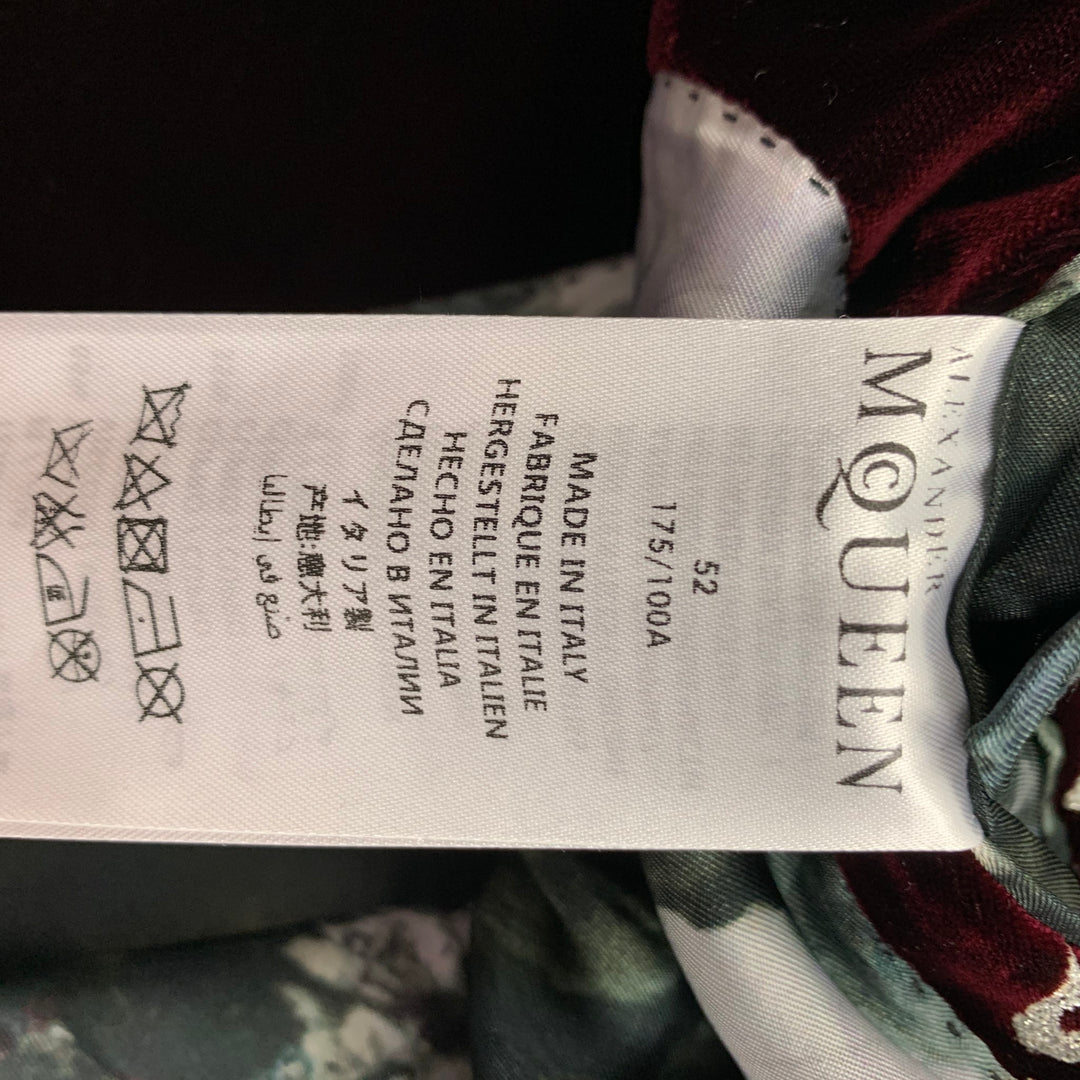 ALEXANDER
MCQUEEN
52
175/100A
MADE IN ITALY
FABRIQUE EN ITALIE
HERGESTELLT IN ITALIEN
HECHO EN ITALIA
СДЕЛАНО В ИТАЛИИ
イタリア製
产地:意大利
صنع في إيطاليا